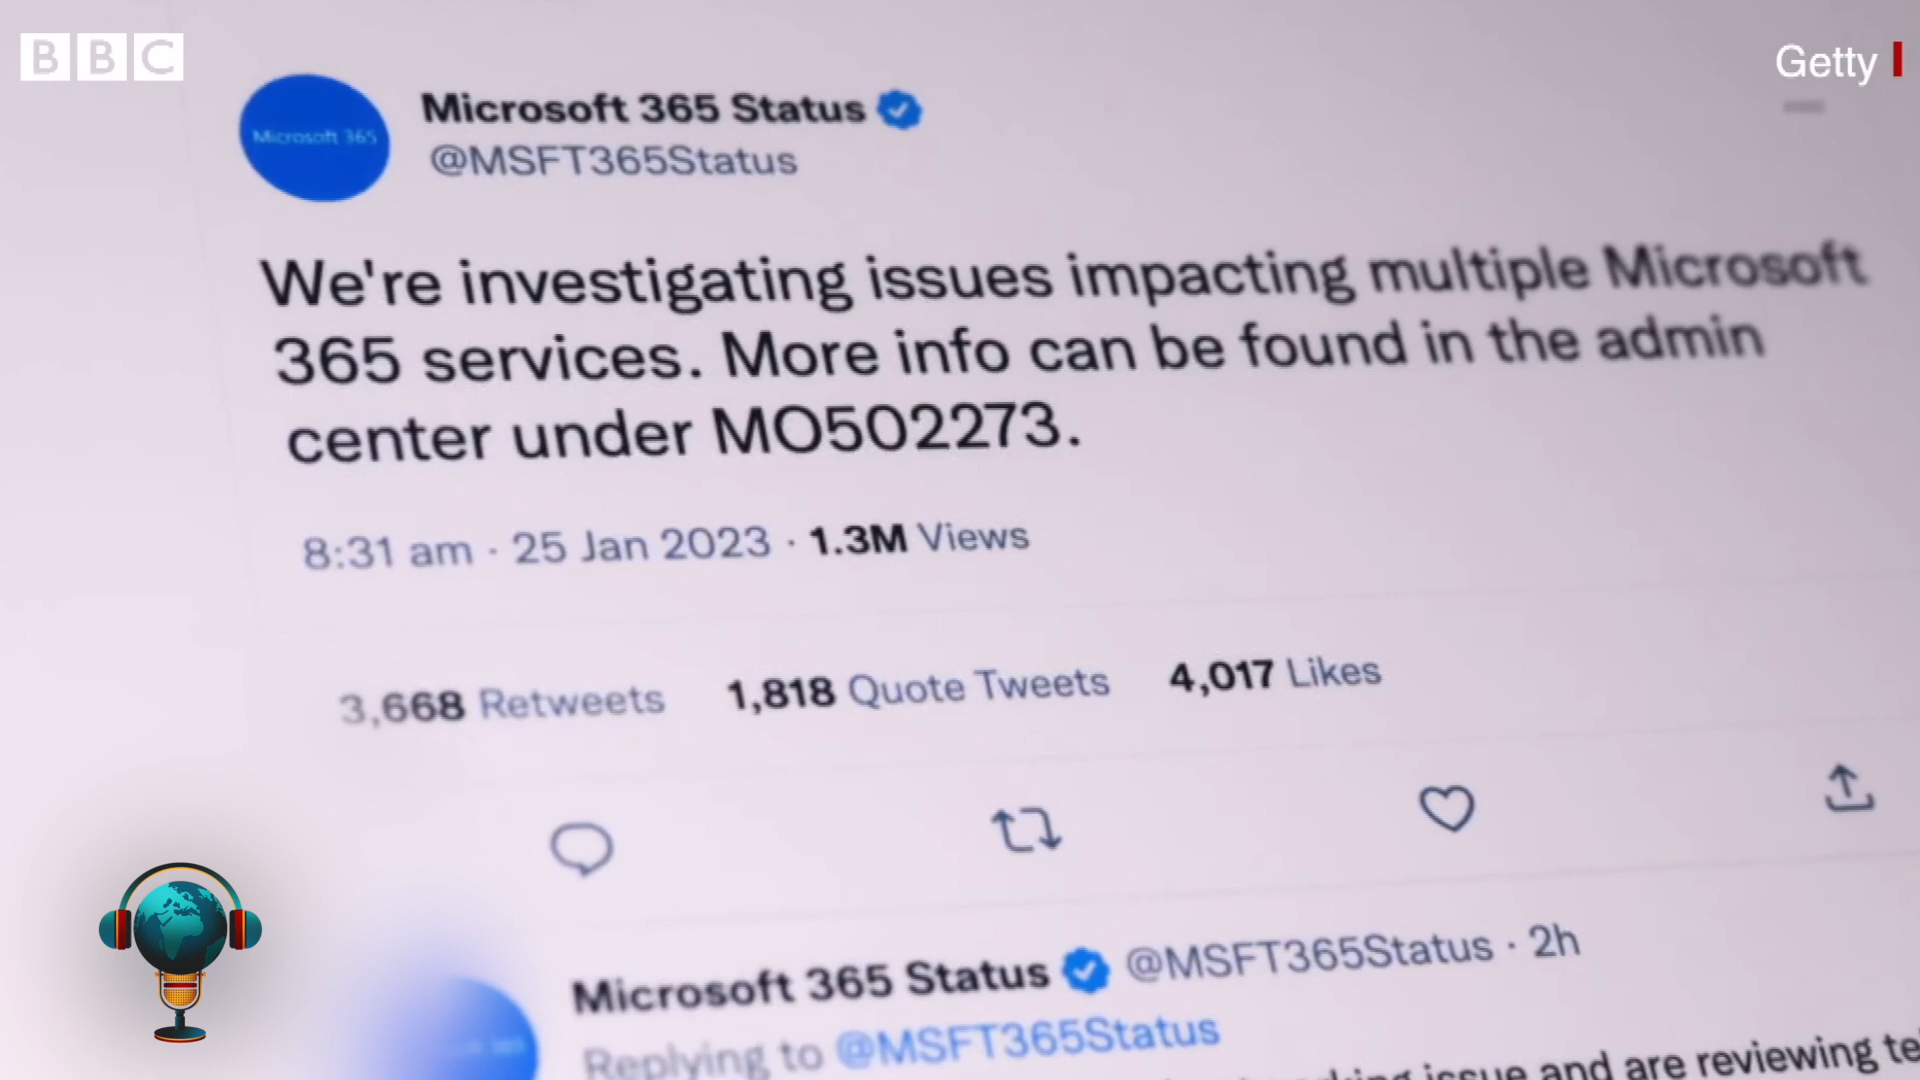 BBC
Getty
Microsoft 365
Microsoft 365 Status
@MSFT365Status
We're investigating issues impacting multiple Microsoft
365 services. More info can be found in the admin
center under MO502273.
8:31 am · 25 Jan 2023 · 1.3M Views
3,668 Retweets 1,818 Quote Tweets 4,017 Likes
Microsoft 365 Status @MSFT365Status · 2h
Replying to @MSFT365Status
issue and are reviewing